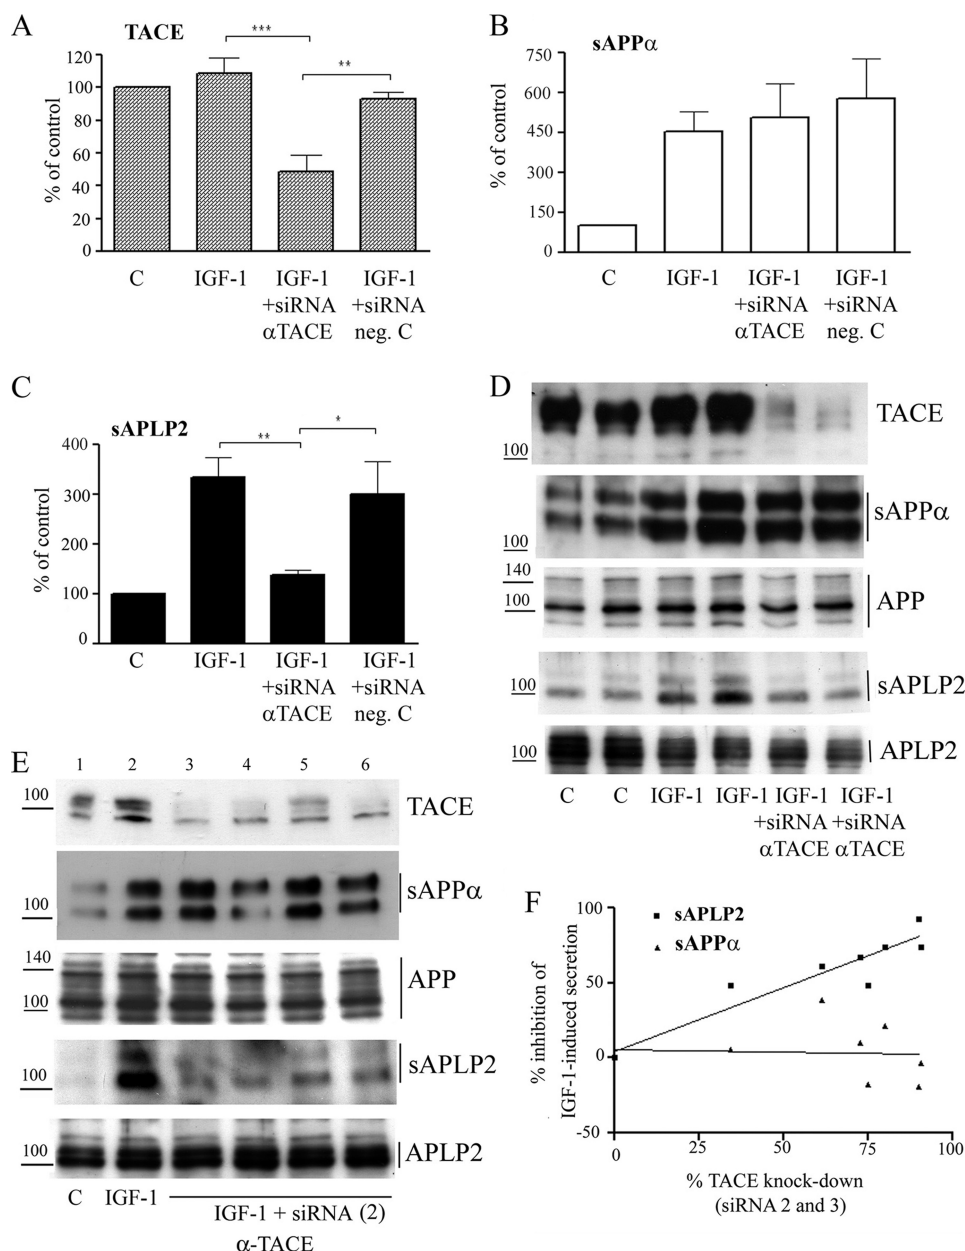 A
TACE
***
**
120
100
80
60
40
20
0
% of control
C
IGF-1
IGF-1
+siRNA
αTACE
IGF-1
+siRNA
neg. C
B
sAPPα
750
600
450
300
150
0
% of control
C
IGF-1
IGF-1
+siRNA
αTACE
IGF-1
+siRNA
neg. C
C
sAPLP2
**
*
400
300
200
100
0
% of control
C
IGF-1
IGF-1
+siRNA
αTACE
IGF-1
+siRNA
neg. C
D
100
TACE
100
sAPPα
140
100
APP
100
sAPLP2
100
APLP2
C
C
IGF-1
IGF-1
IGF-1
+siRNA
αTACE
IGF-1
+siRNA
αTACE
E
1 2 3 4 5 6
100
TACE
100
sAPPα
140
100
APP
100
sAPLP2
100
APLP2
C
IGF-1
IGF-1 + siRNA (2)
α-TACE
F
sAPLP2
sAPPα
100
50
0
-50
% inhibition of
IGF-1-induced secretion
0 25 50 75 100
% TACE knock-down
(siRNA 2 and 3)